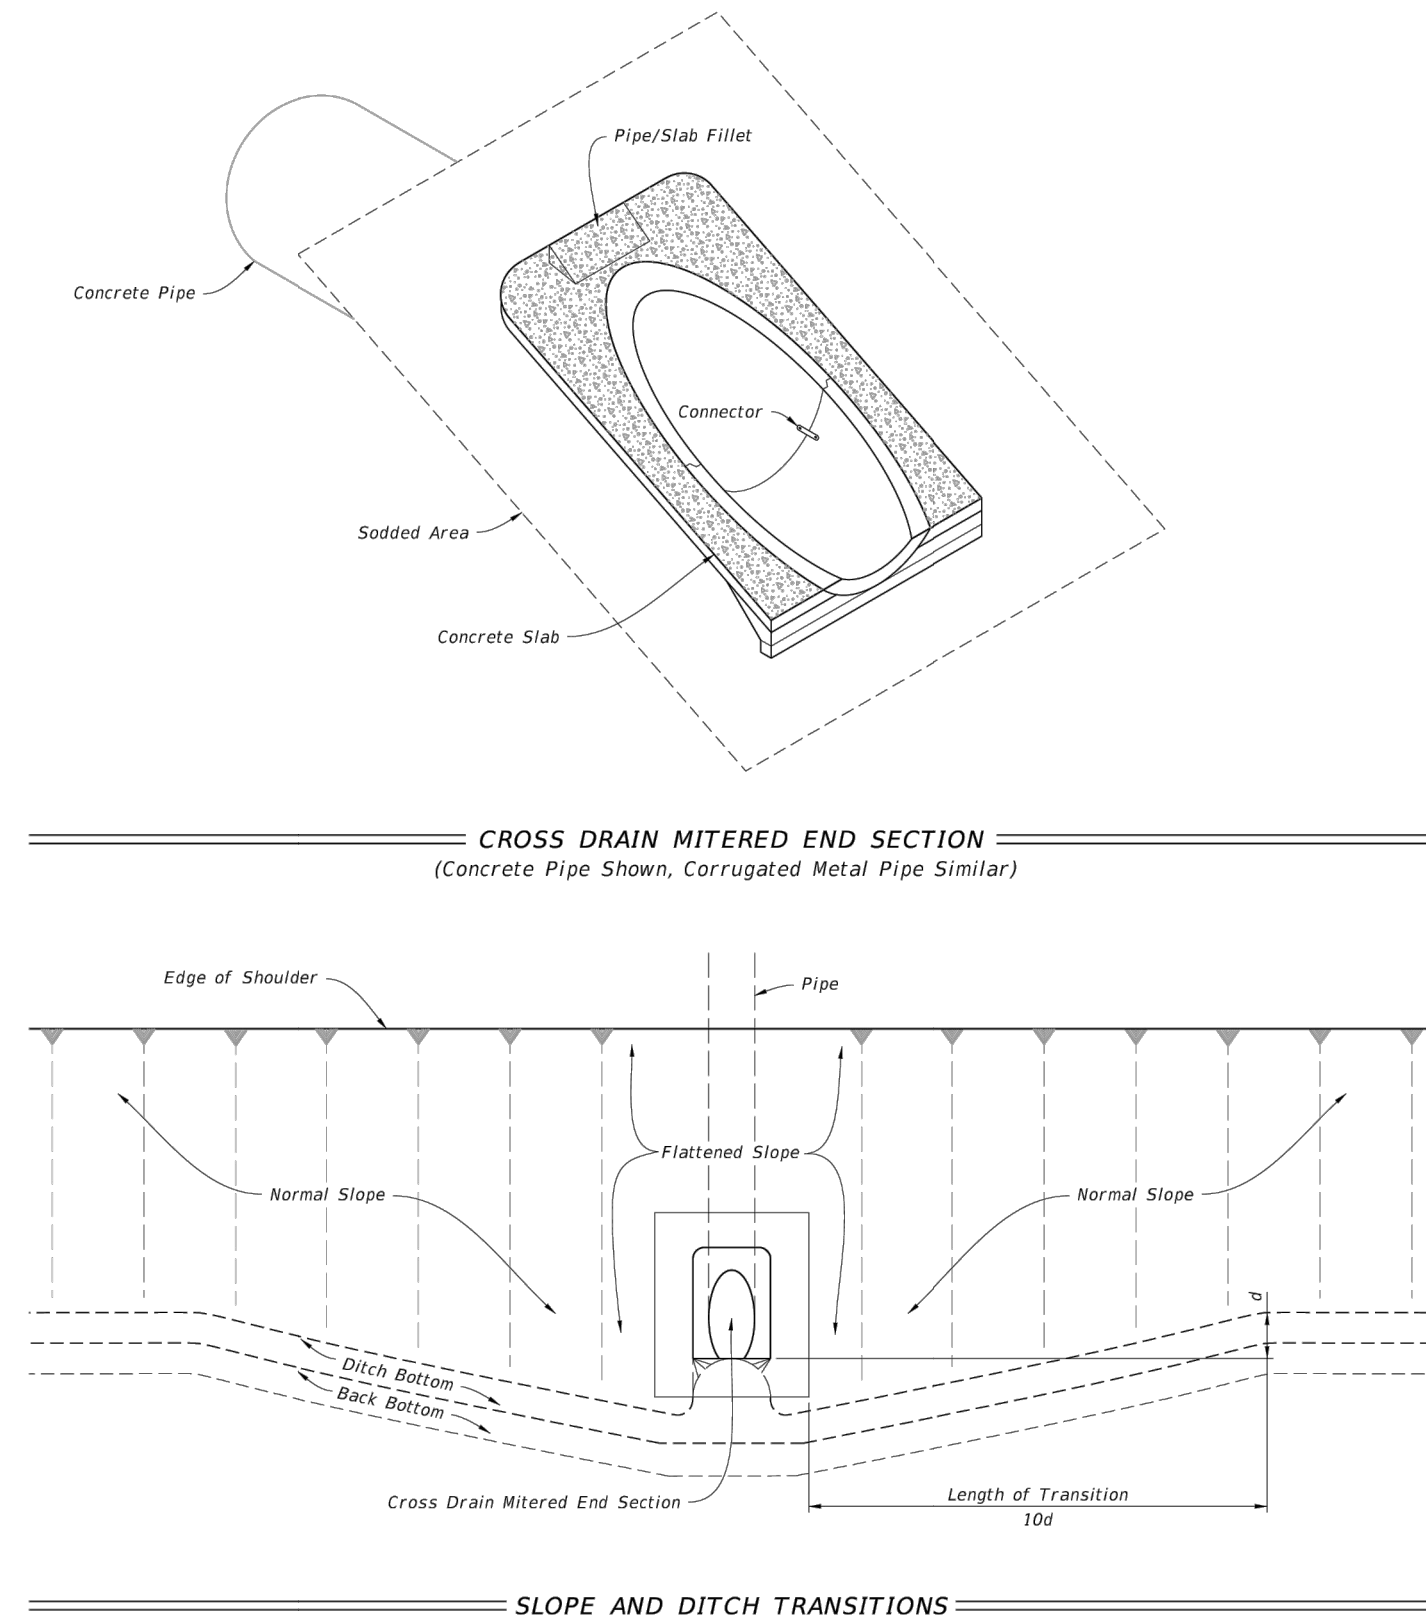 Pipe/Slab Fillet
Concrete Pipe
Connector
Sodded Area
Concrete Slab
CROSS DRAIN MITERED END SECTION
(Concrete Pipe Shown, Corrugated Metal Pipe Similar)
Edge of Shoulder
Pipe
Flattened Slope
Normal Slope
Normal Slope
d
Ditch Bottom
Back Bottom
Cross Drain Mitered End Section
Length of Transition
10d
SLOPE AND DITCH TRANSITIONS